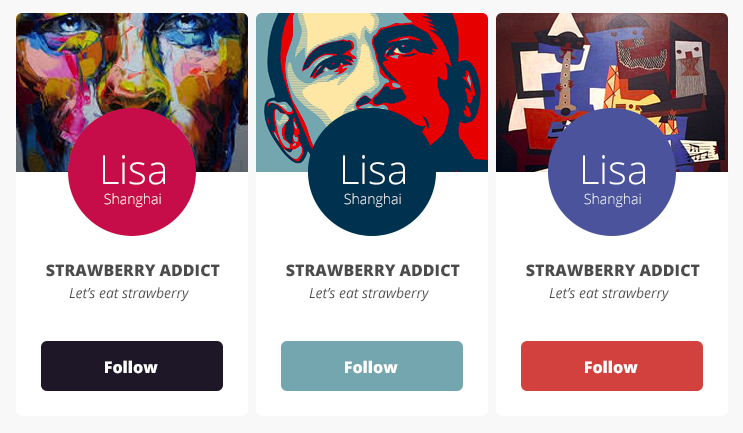 Lisa
Shanghai
STRAWBERRY ADDICT
Let's eat strawberry
Follow
Lisa
Shanghai
STRAWBERRY ADDICT
Let's eat strawberry
Follow
Lisa
Shanghai
STRAWBERRY ADDICT
Let's eat strawberry
Follow